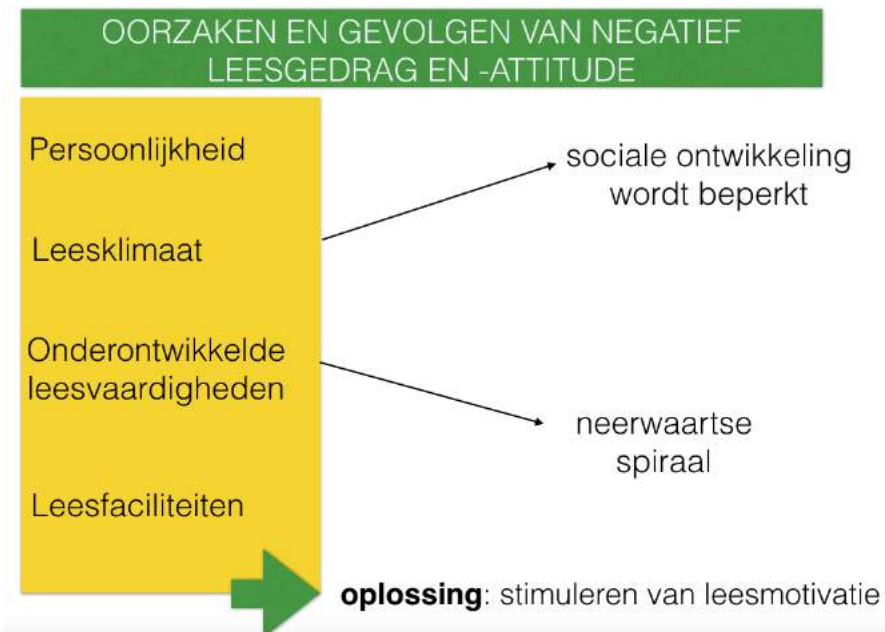 OORZAKEN EN GEVOLGEN VAN NEGATIEF
LEESGEDRAG EN -ATTITUDE
Persoonlijkheid
Leesklimaat
Onderontwikkelde
leesvaardigheden
Leesfaciliteiten
sociale ontwikkeling
wordt beperkt
neerwaartse
spiraal
oplossing: stimuleren van leesmotivatie